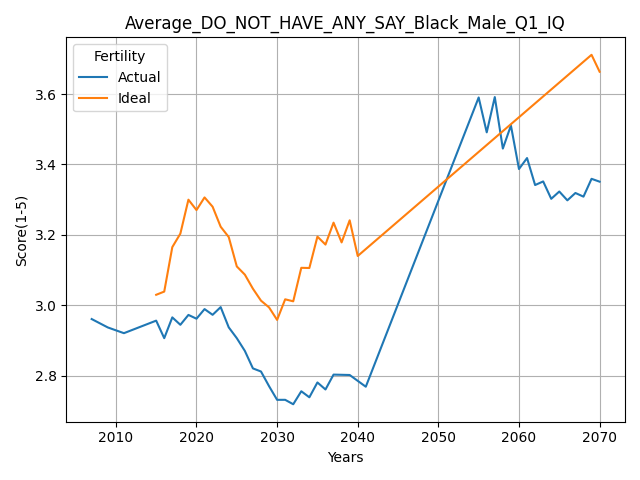 Average_DO_NOT_HAVE_ANY_SAY_Black_Male_Q1_IQ
Fertility
Actual
Ideal
Score(1-5)
3.6
3.4
3.2
3.0
2.8
2010 2020 2030 2040 2050 2060 2070
Years